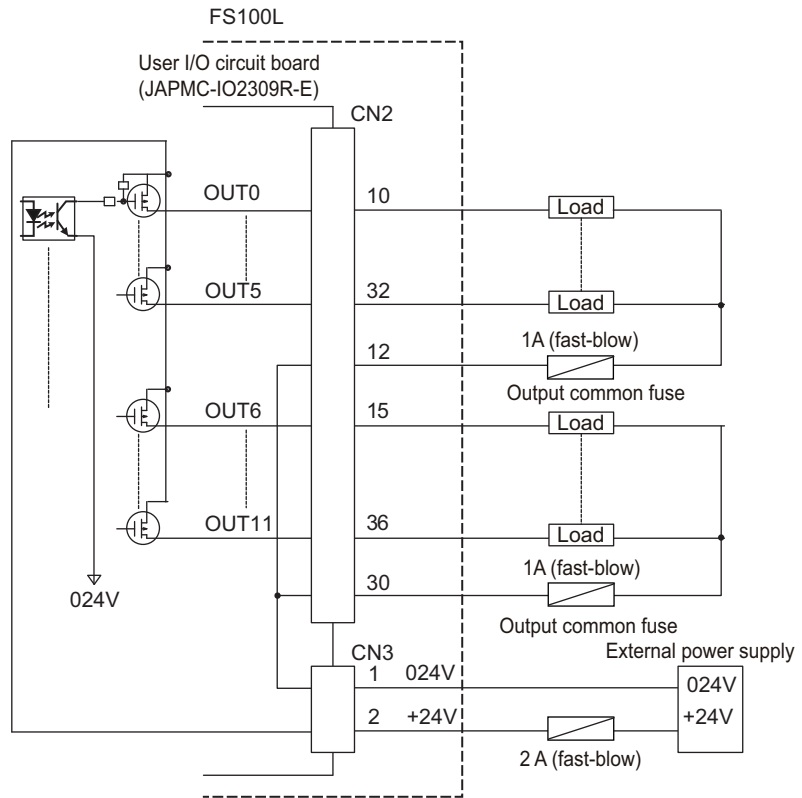 FS100L
User I/O circuit board
(JAPMC-IO2309R-E)
CN2
OUT0
10
Load
OUT5
32
Load
1A (fast-blow)
12
Output common fuse
OUT6
15
Load
OUT11
36
Load
1A (fast-blow)
30
024V
Output common fuse
External power supply
CN3
1
024V
024V
2
+24V
+24V
2 A (fast-blow)